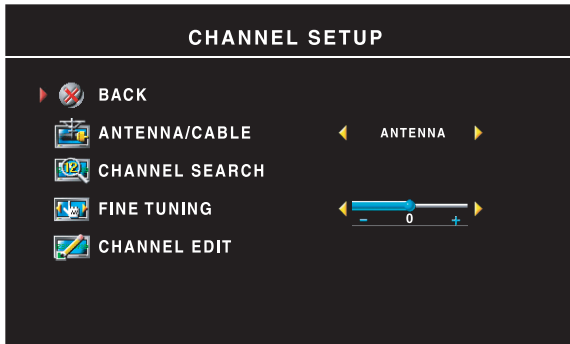 CHANNEL SETUP
BACK
ANTENNA/CABLE ANTENNA
CHANNEL SEARCH
FINE TUNING
– 0 +
CHANNEL EDIT